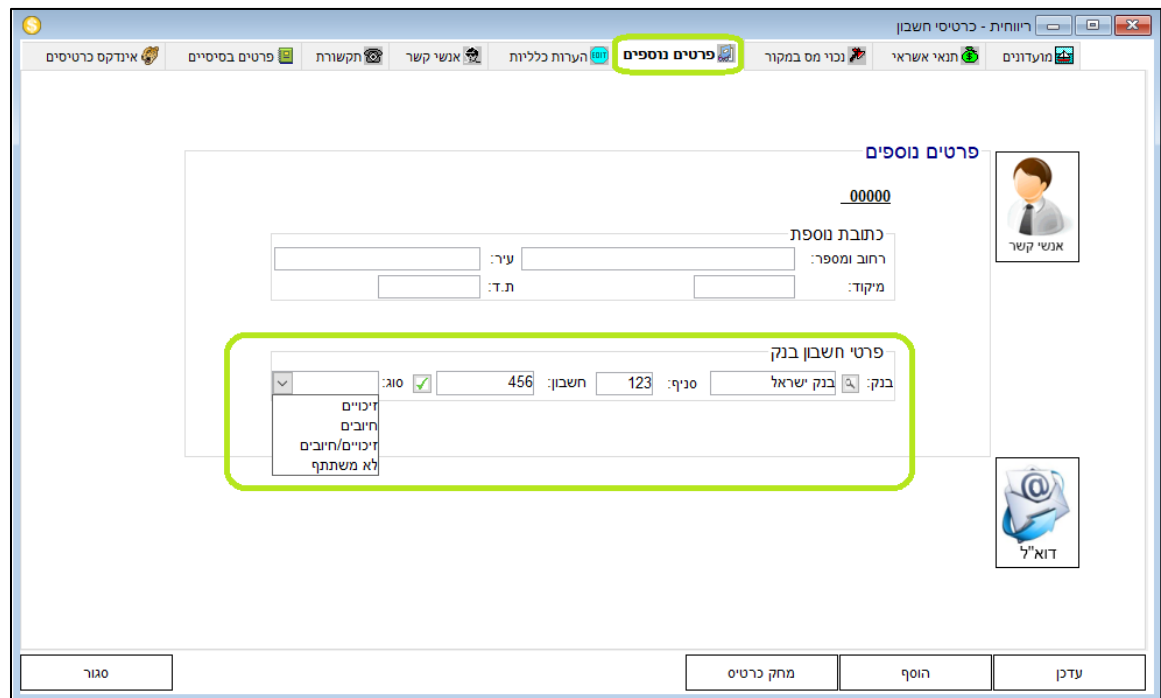 ריווחית - כרטיסי חשבון
מועדונים תנאי אשראי נכוי מס במקור פרטים נוספים הערות כלליות EDIT אנשי קשר תקשורת פרטים בסיסיים אינדקס כרטיסים
פרטים נוספים
_00000
אנשי קשר
כתובת נוספת
רחוב ומספר: עיר:
מיקוד: ת.ד:
פרטי חשבון בנק
בנק: בנק ישראל סניף: 123 חשבון: 456 סוג:
זיכויים
חיובים
זיכויים/חיובים
לא משתתף
דוא"ל
עדכן הוסף מחק כרטיס סגור